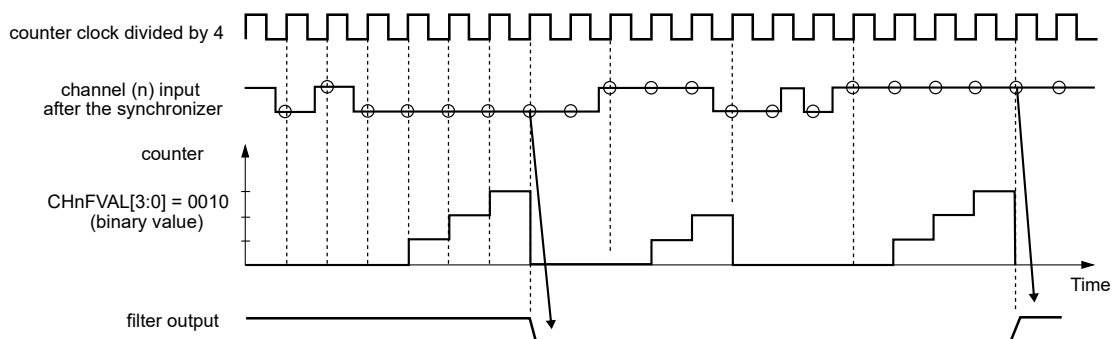 counter clock divided by 4
channel (n) input
after the synchronizer
counter
CHnFVAL[3:0] = 0010
(binary value)
Time
filter output